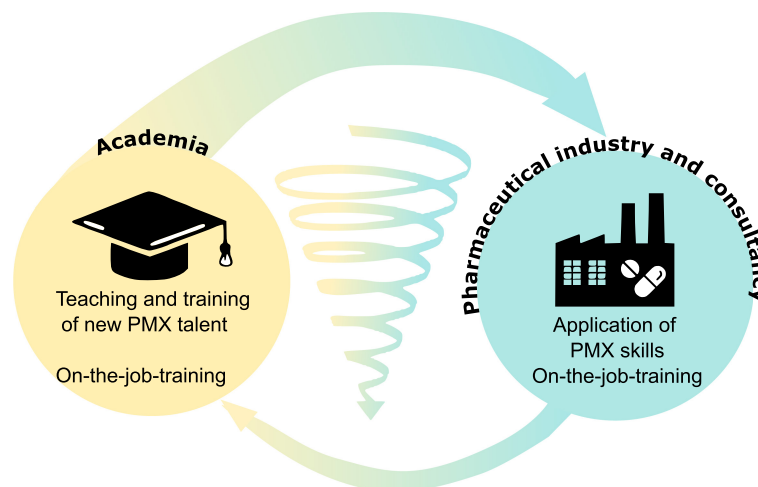 Academia
Teaching and training
of new PMX talent
On-the-job-training
Pharmaceutical industry and consultancy
Application of
PMX skills
On-the-job-training